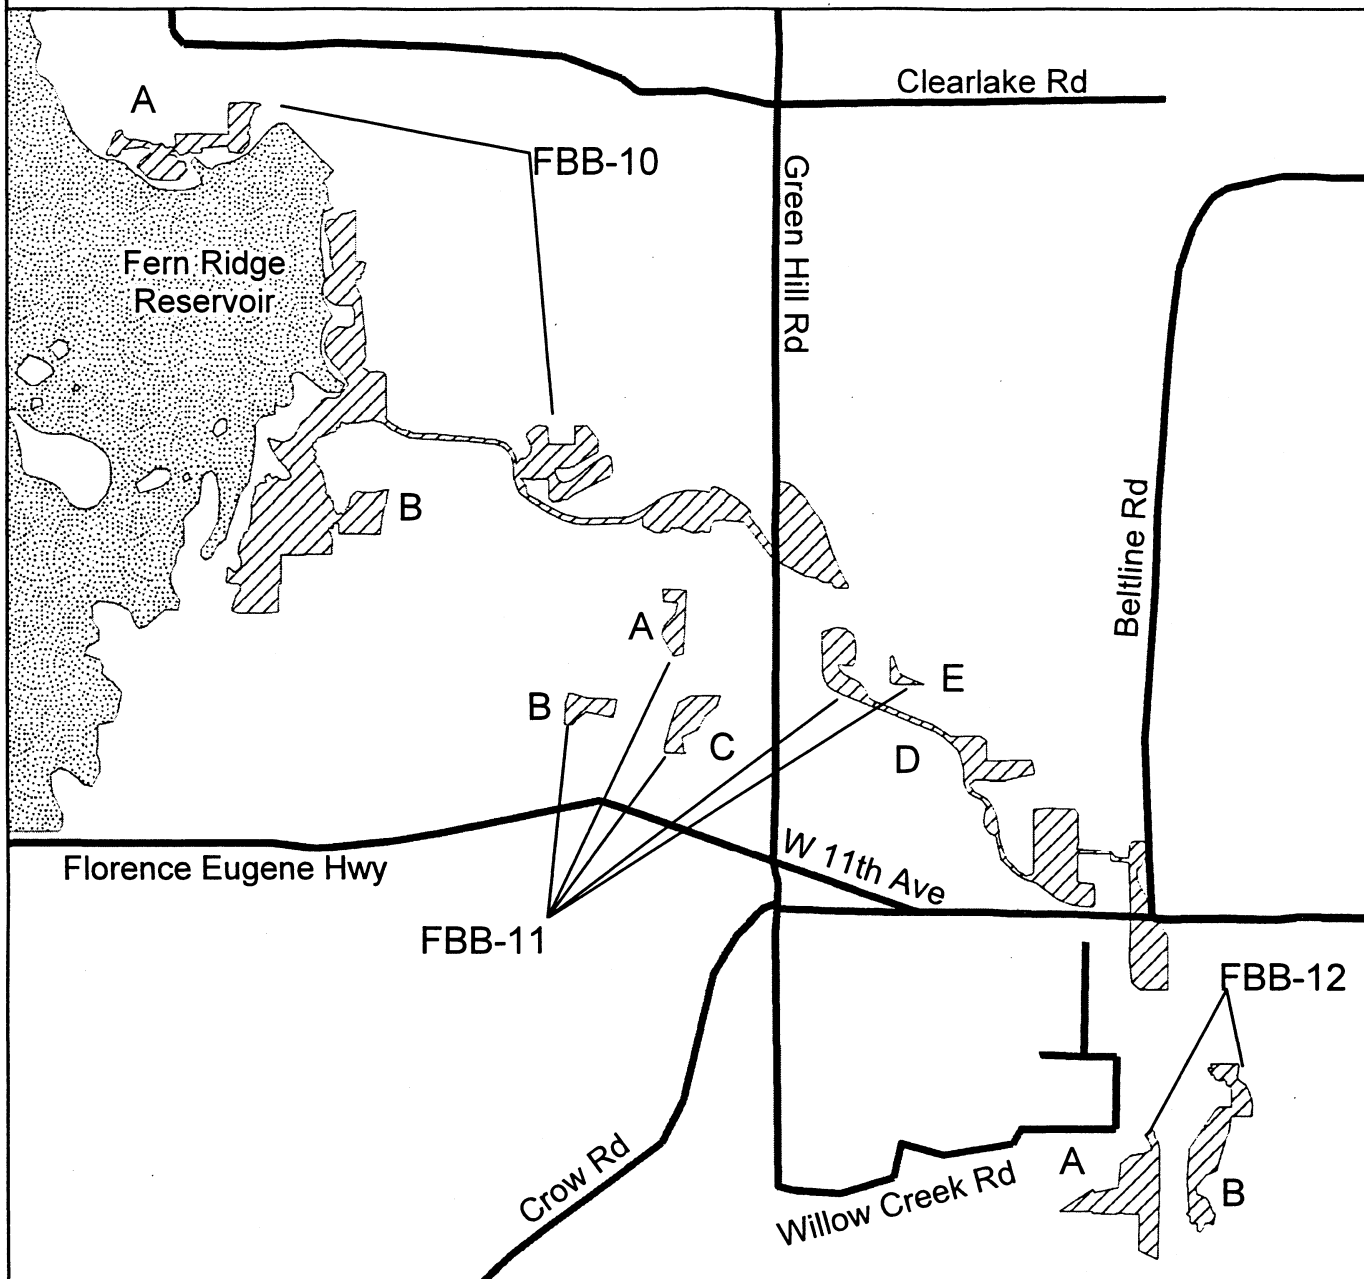 Clearlake Rd
A
FBB-10
Green Hill Rd
Fern Ridge
Reservoir
B
Beltline Rd
A
E
B
C
D
W 11th Ave
Florence Eugene Hwy
FBB-11
FBB-12
Crow Rd
A
Willow Creek Rd
B